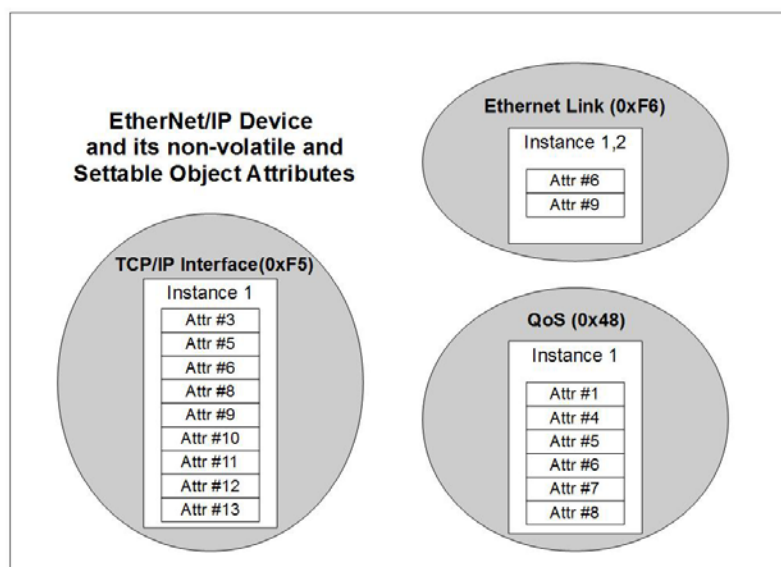 EtherNet/IP Device
and its non-volatile and
Settable Object Attributes
TCP/IP Interface(0xF5)
Instance 1
Attr #3
Attr #5
Attr #6
Attr #8
Attr #9
Attr #10
Attr #11
Attr #12
Attr #13
Ethernet Link (0xF6)
Instance 1,2
Attr #6
Attr #9
QoS (0x48)
Instance 1
Attr #1
Attr #4
Attr #5
Attr #6
Attr #7
Attr #8